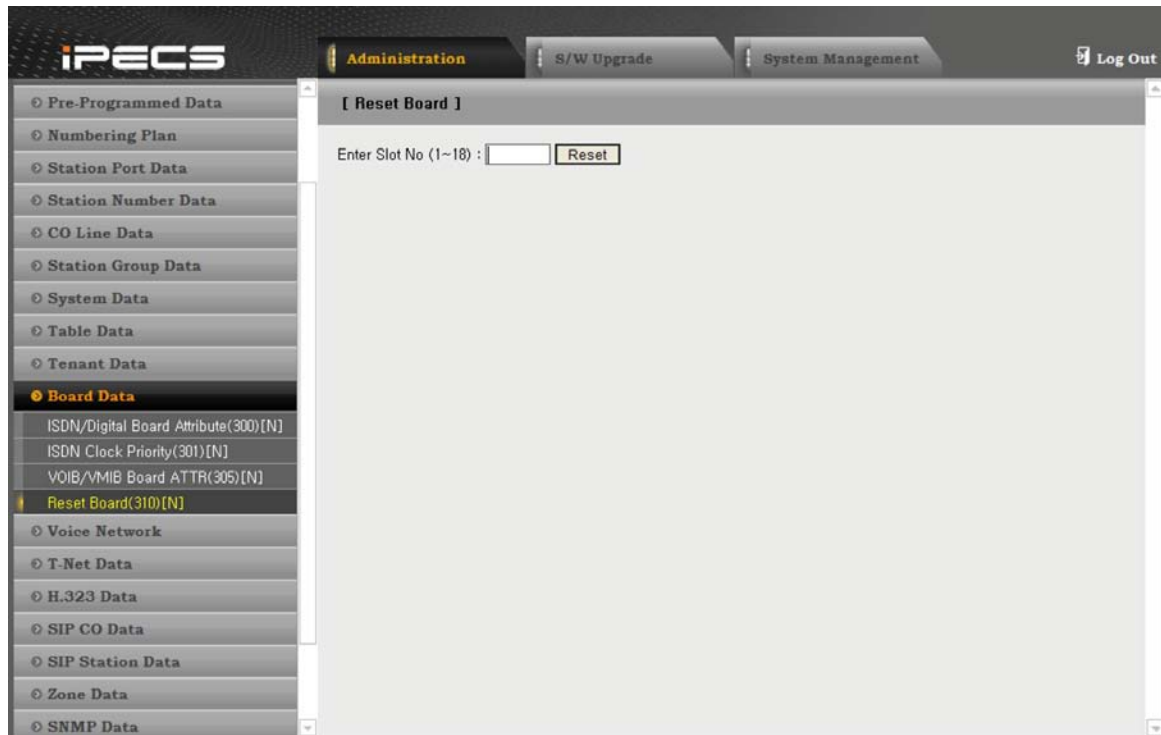 iPECS
Administration
S/W Upgrade
System Management
Log Out
Pre-Programmed Data
Numbering Plan
Station Port Data
Station Number Data
CO Line Data
Station Group Data
System Data
Table Data
Tenant Data
Board Data
ISDN/Digital Board Attribute(300)[N]
ISDN Clock Priority(301)[N]
VOIB/VMIB Board ATTR(305)[N]
Reset Board(310)[N]
Voice Network
T-Net Data
H.323 Data
SIP CO Data
SIP Station Data
Zone Data
SNMP Data
[ Reset Board ]
Enter Slot No (1~18) : Reset